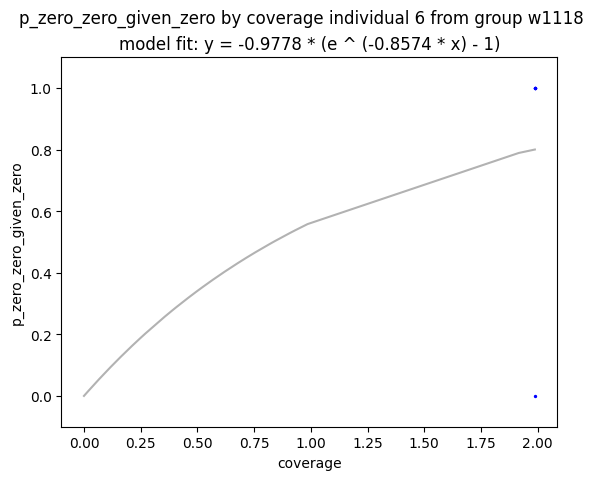 p_zero_zero_given_zero by coverage individual 6 from group w1118
model fit: y = -0.9778 * (e ^ (-0.8574 * x) - 1)
1.0
0.8
0.6
0.4
0.2
0.0
p_zero_zero_given_zero
0.00 0.25 0.50 0.75 1.00 1.25 1.50 1.75 2.00
coverage